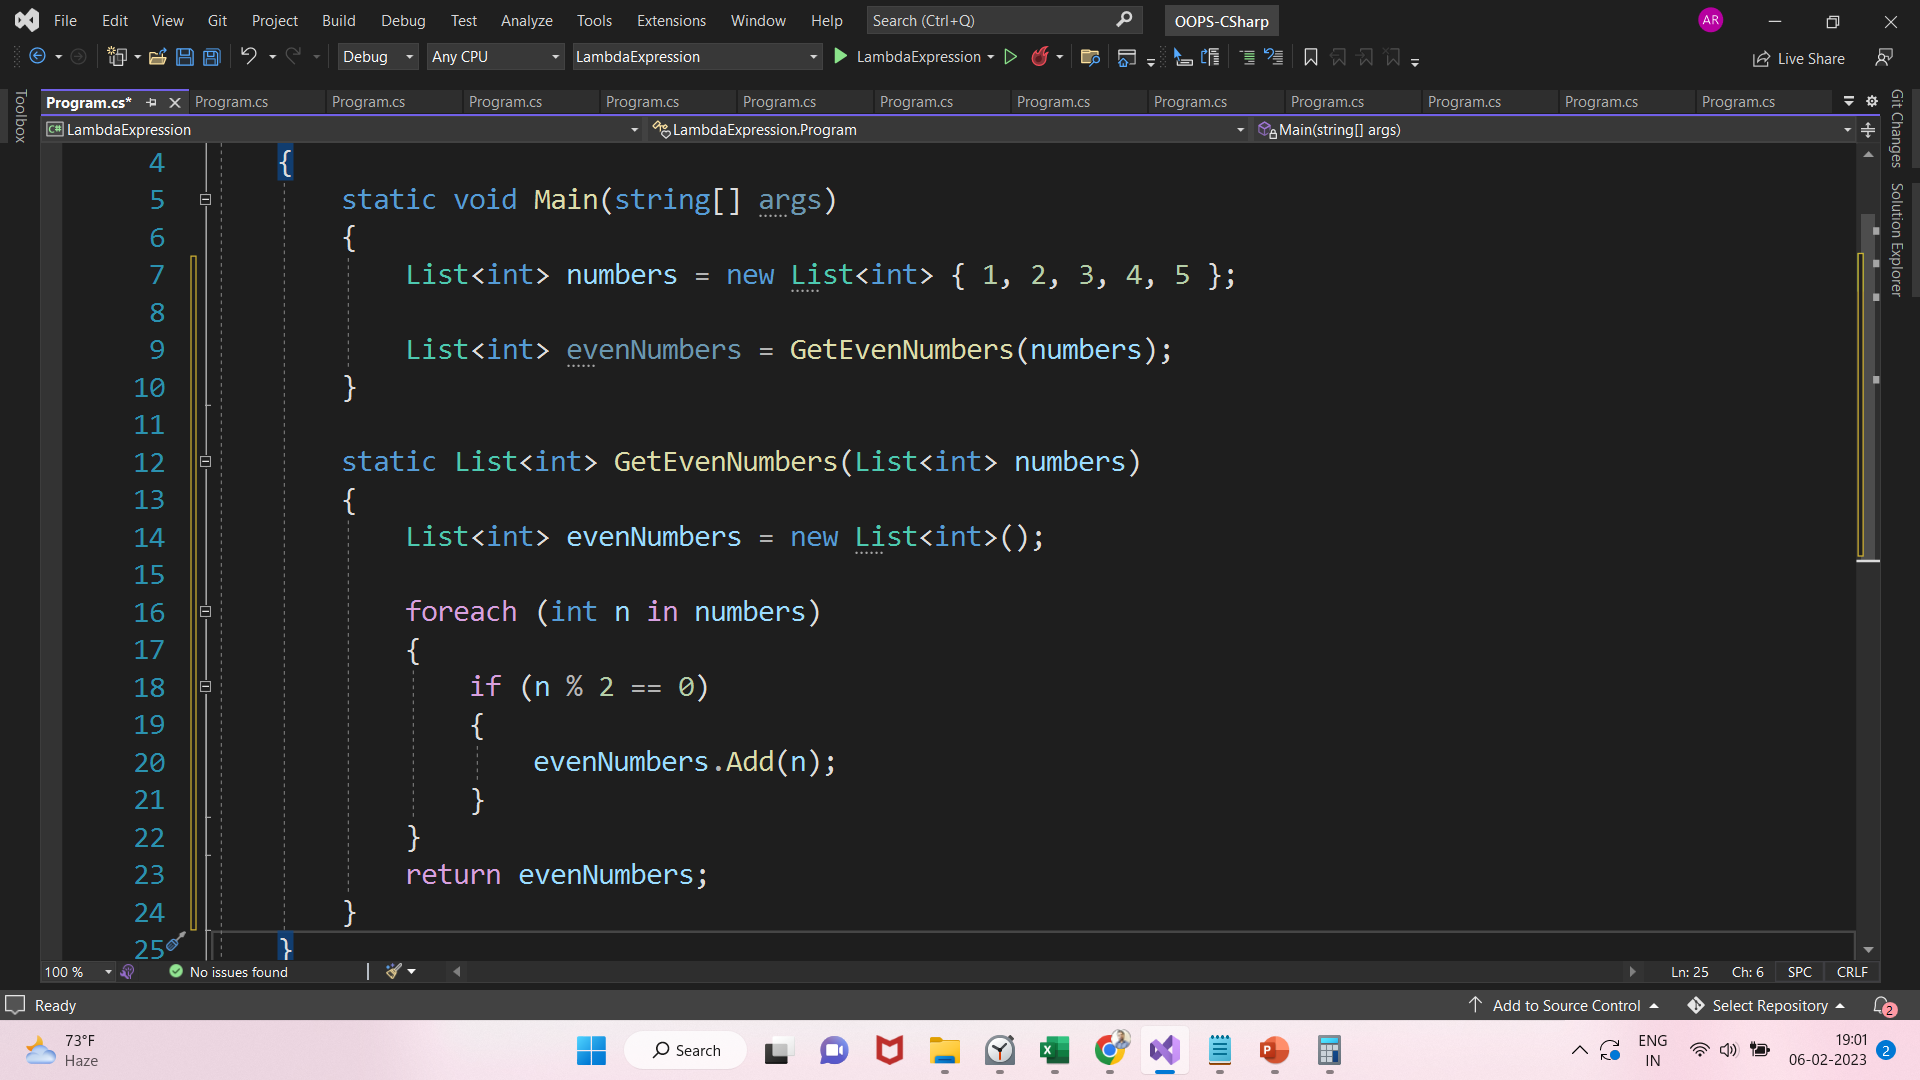 File Edit View Git Project Build Debug Test Analyze Tools Extensions Window Help Search (Ctrl+Q) OOPS-CSharp AR
Debug Any CPU LambdaExpression LambdaExpression Live Share
Program.cs* Program.cs Program.cs Program.cs Program.cs Program.cs Program.cs Program.cs Program.cs Program.cs Program.cs Program.cs Program.cs
Toolbox
Git Changes
Solution Explorer
C# LambdaExpression LambdaExpression.Program Main(string[] args)
4 {
5 static void Main(string[] args)
6 {
7 List<int> numbers = new List<int> { 1, 2, 3, 4, 5 };
8
9 List<int> evenNumbers = GetEvenNumbers(numbers);
10 }
11
12 static List<int> GetEvenNumbers(List<int> numbers)
13 {
14 List<int> evenNumbers = new List<int>();
15
16 foreach (int n in numbers)
17 {
18 if (n % 2 == 0)
19 {
20 evenNumbers.Add(n);
21 }
22 }
23 return evenNumbers;
24 }
25 }
100 % No issues found Ln: 25 Ch: 6 SPC CRLF
Ready Add to Source Control Select Repository 2
73°F
Haze
Search
ENG
IN
19:01
06-02-2023
2